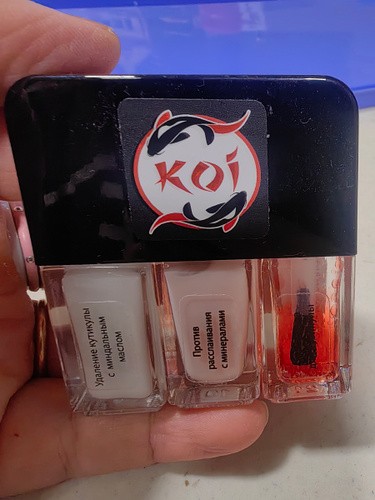 KOi
Удаление кутикулы
с миндальным
маслом
Против
расслаивания
с минералами